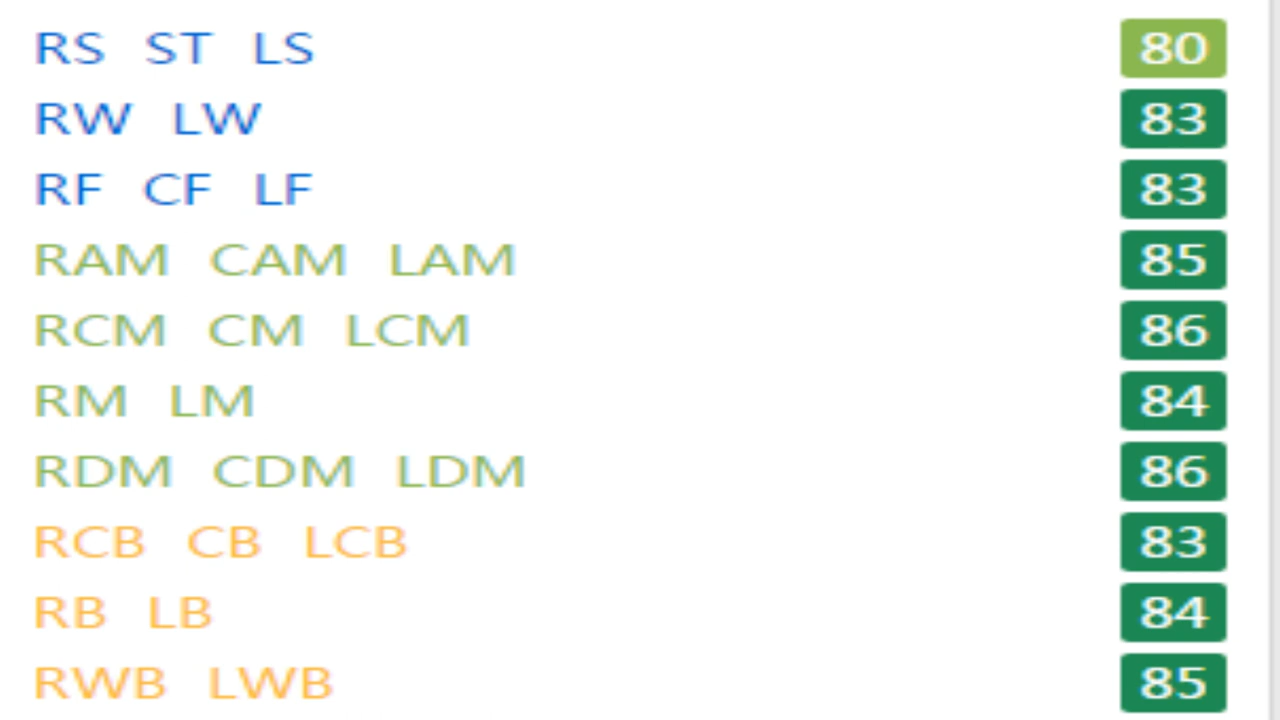 RS ST LS 80
RW LW 83
RF CF LF 83
RAM CAM LAM 85
RCM CM LCM 86
RM LM 84
RDM CDM LDM 86
RCB CB LCB 83
RB LB 84
RWB LWB 85